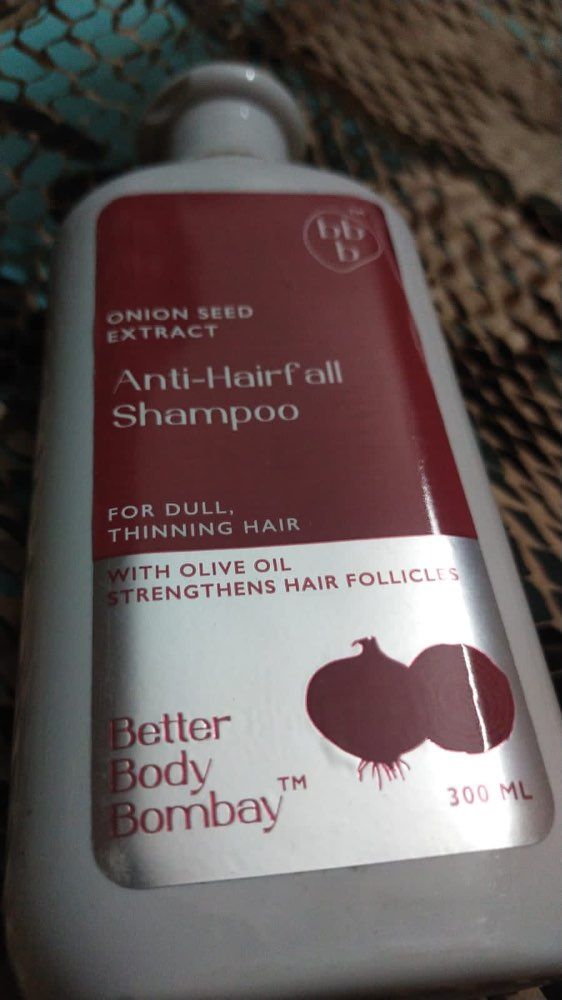 bb
b
ONION SEED
EXTRACT
Anti-Hairfall
Shampoo
FOR DULL,
THINNING HAIR
WITH OLIVE OIL
STRENGTHENS HAIR FOLLICLES
Better
Body
Bombay™
300 ML